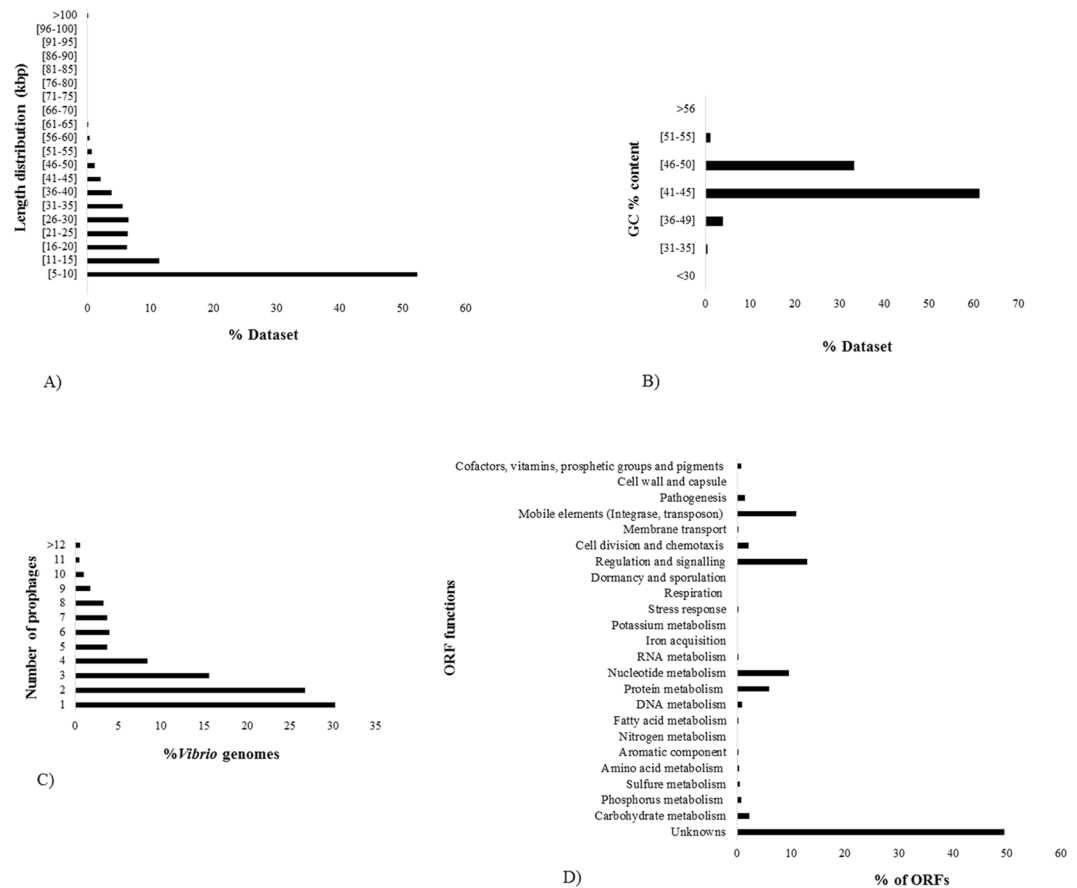 >100
[96-100]
[91-95]
[86-90]
[81-85]
[76-80]
[71-75]
[66-70]
[61-65]
[56-60]
[51-55]
[46-50]
[41-45]
[36-40]
[31-35]
[26-30]
[21-25]
[16-20]
[11-15]
[5-10]
Length distribution (kbp)
0 10 20 30 40 50 60
% Dataset
A)
>56
[51-55]
[46-50]
[41-45]
[36-49]
[31-35]
<30
GC % content
0 10 20 30 40 50 60 70
% Dataset
B)
>12
11
10
9
8
7
6
5
4
3
2
1
Number of prophages
0 5 10 15 20 25 30 35
%Vibrio genomes
C)
Cofactors, vitamins, prosphetic groups and pigments
Cell wall and capsule
Pathogenesis
Mobile elements (Integrase, transposon)
Membrane transport
Cell division and chemotaxis
Regulation and signalling
Dormancy and sporulation
Respiration
Stress response
Potassium metabolism
Iron acquisition
RNA metabolism
Nucleotide metabolism
Protein metabolism
DNA metabolism
Fatty acid metabolism
Nitrogen metabolism
Aromatic component
Amino acid metabolism
Sulfure metabolism
Phosphorus metabolism
Carbohydrate metabolism
Unknowns
ORF functions
0 10 20 30 40 50 60
% of ORFs
D)